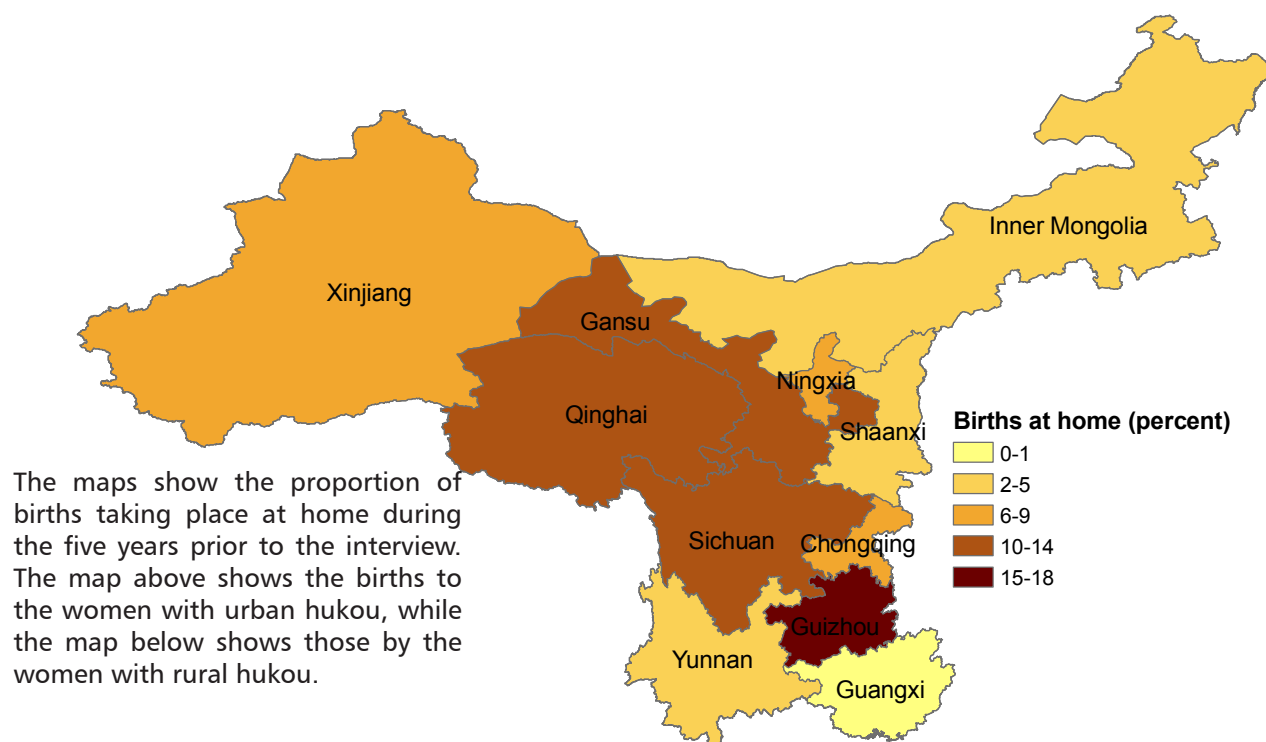 Inner Mongolia
Xinjiang
Gansu
Ningxia
Qinghai
Shaanxi
Births at home (percent)
0-1
2-5
6-9
10-14
15-18
The maps show the proportion of
births taking place at home during
the five years prior to the interview.
The map above shows the births to
the women with urban hukou, while
the map below shows those by the
women with rural hukou.
Sichuan
Chongqing
Guizhou
Yunnan
Guangxi